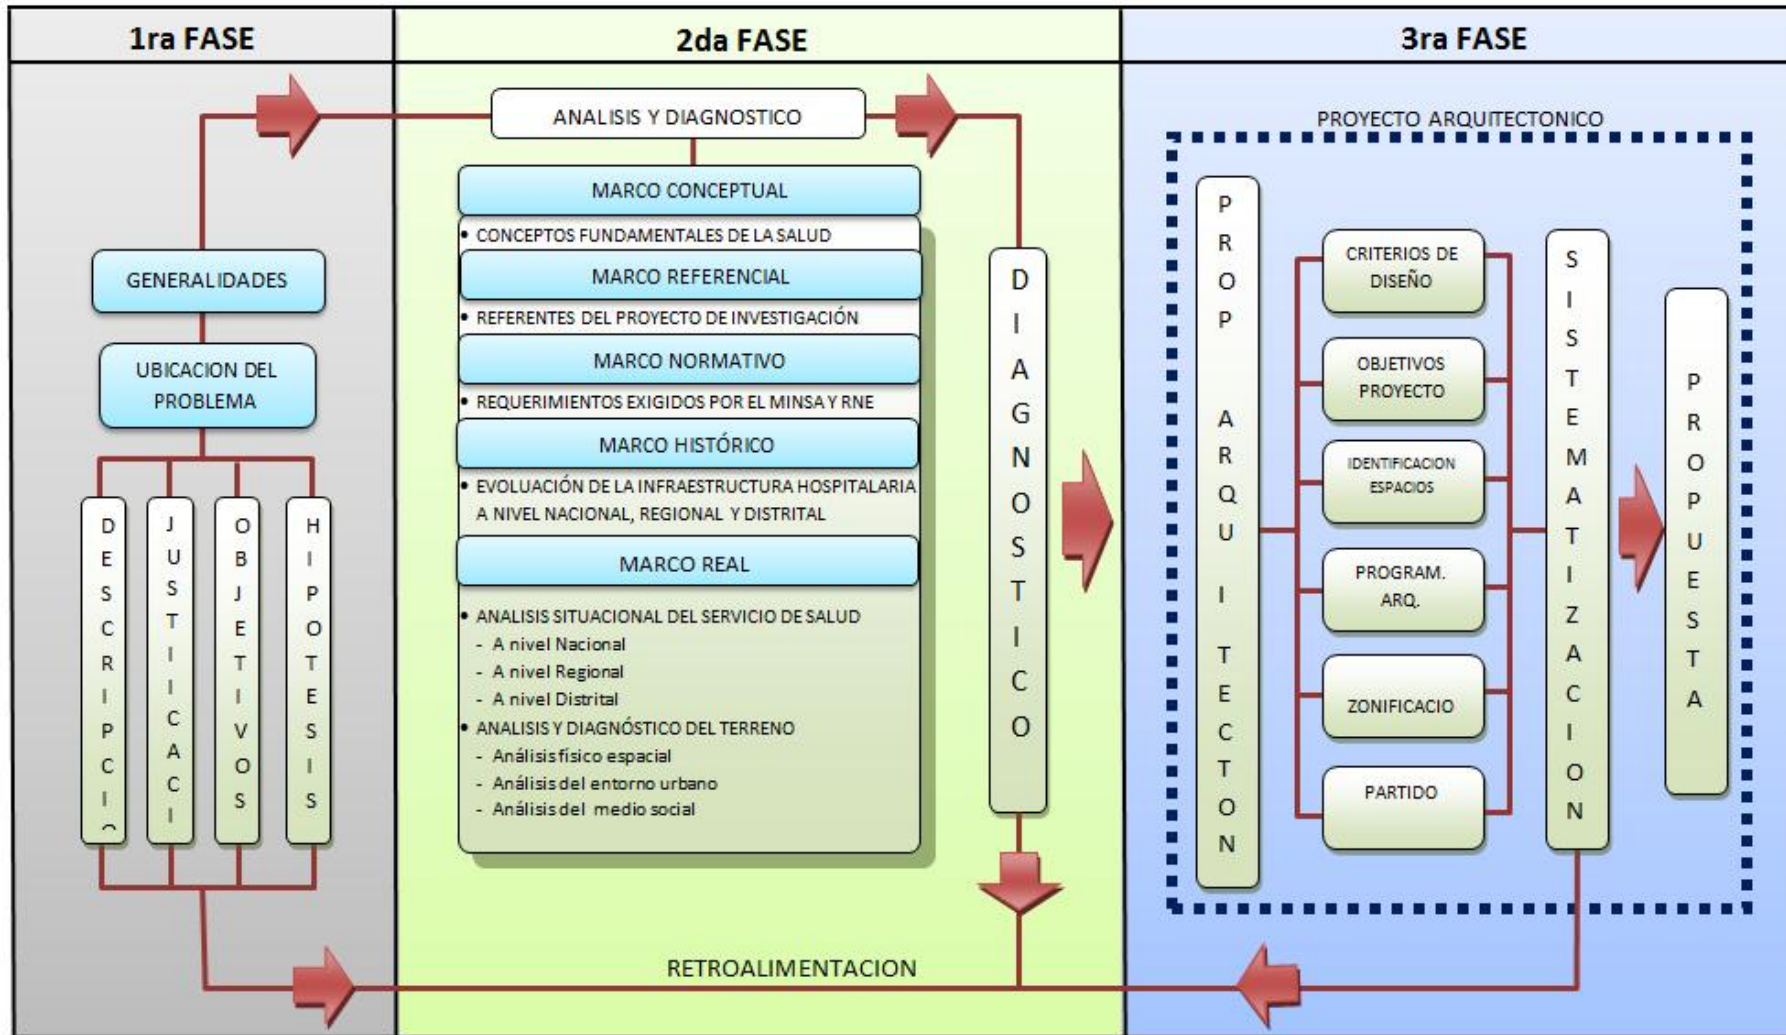 1ra FASE
2da FASE
3ra FASE
GENERALIDADES
UBICACION DEL
PROBLEMA
DESCRIPCIO
JUSTICACI
OBJETIVOS
HIPOTESIS
ANALISIS Y DIAGNOSTICO
MARCO CONCEPTUAL
• CONCEPTOS FUNDAMENTALES DE LA SALUD
MARCO REFERENCIAL
• REFERENTES DEL PROYECTO DE INVESTIGACIÓN
MARCO NORMATIVO
• REQUERIMIENTOS EXIGIDOS POR EL MINSA Y RNE
MARCO HISTÓRICO
• EVOLUACIÓN DE LA INFRAESTRUCTURA HOSPITALARIA
A NIVEL NACIONAL, REGIONAL Y DISTRITAL
MARCO REAL
• ANALISIS SITUACIONAL DEL SERVICIO DE SALUD
- A nivel Nacional
- A nivel Regional
- A nivel Distrital
• ANALISIS Y DIAGNÓSTICO DEL TERRENO
- Análisis físico espacial
- Análisis del entorno urbano
- Análisis del medio social
DIAGNOSTICO
RETROALIMENTACION
PROYECTO ARQUITECTONICO
PROP ARQU I TECTON
CRITERIOS DE
DISEÑO
OBJETIVOS
PROYECTO
IDENTIFICACION
ESPACIOS
PROGRAM.
ARQ.
ZONIFICACIO
PARTIDO
SISTEMATIZACION
PROPUESTA